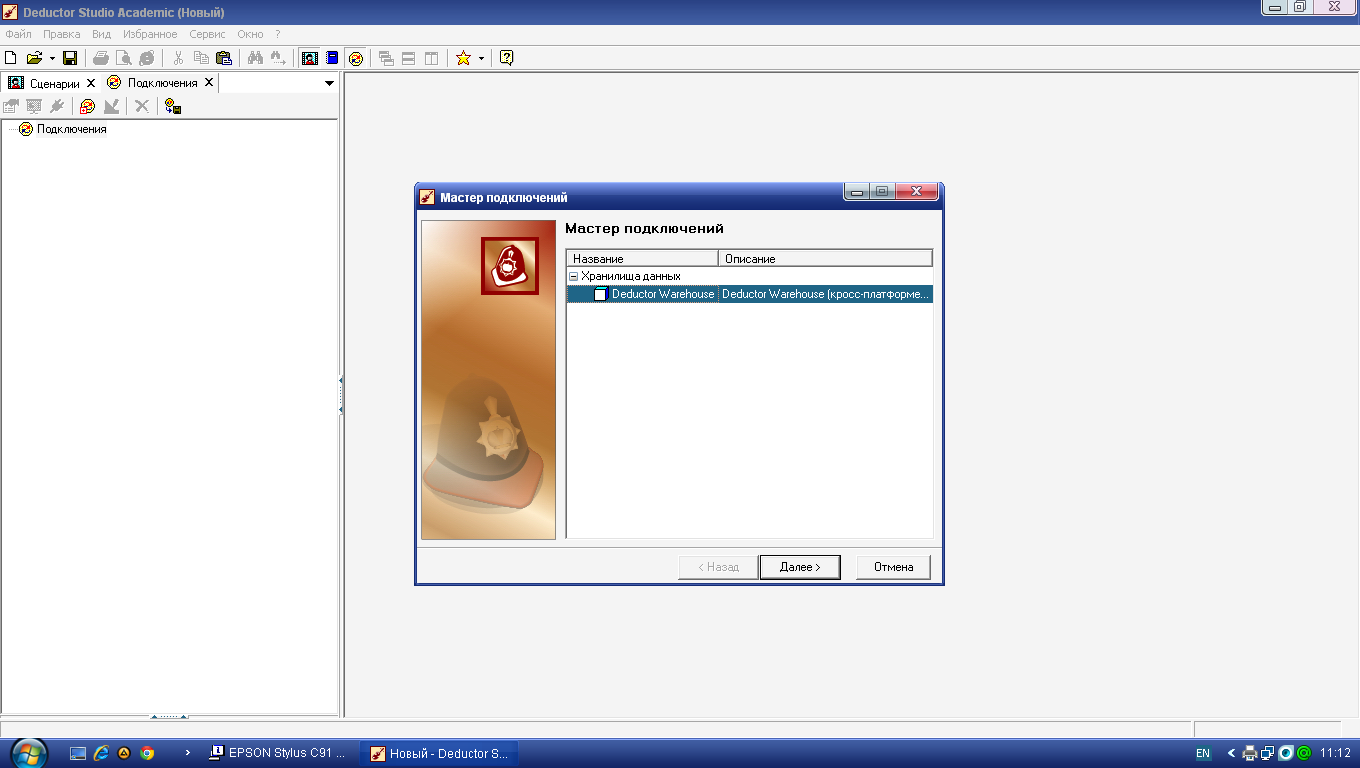 Deductor Studio Academic (Новый)
Файл Правка Вид Избранное Сервис Окно ?
Сценарии Подключения
Подключения
Мастер подключений
Мастер подключений
Название Описание
Хранилища данных
Deductor Warehouse Deductor Warehouse (кросс-платформе...
< Назад Далее > Отмена
EPSON Stylus C91 ... Новый - Deductor S... EN 11:12